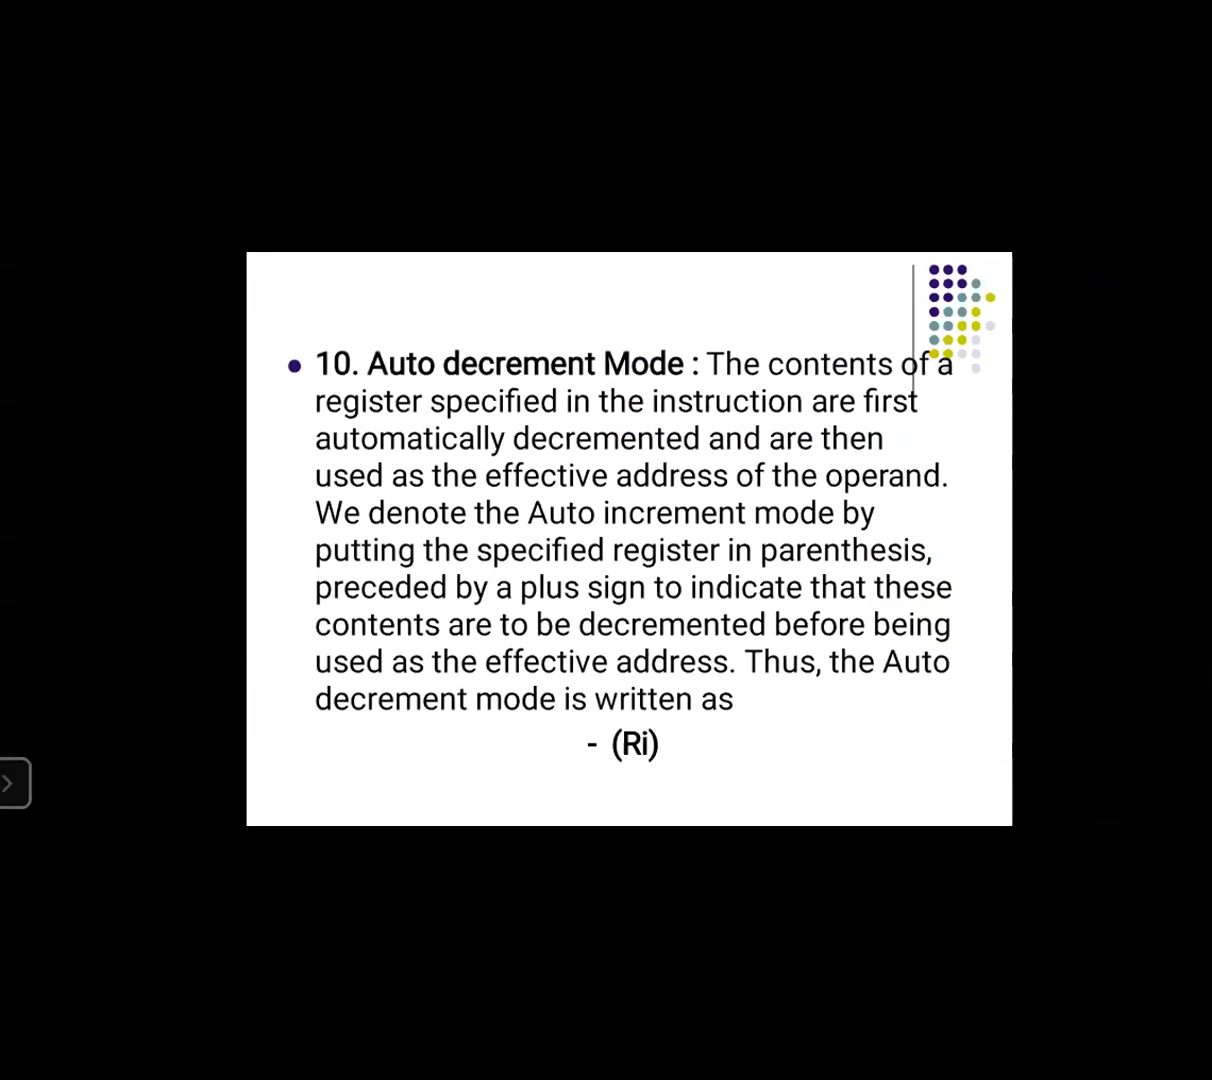 10. Auto decrement Mode : The contents of a
register specified in the instruction are first
automatically decremented and are then
used as the effective address of the operand.
We denote the Auto increment mode by
putting the specified register in parenthesis,
preceded by a plus sign to indicate that these
contents are to be decremented before being
used as the effective address. Thus, the Auto
decrement mode is written as
- (Ri)